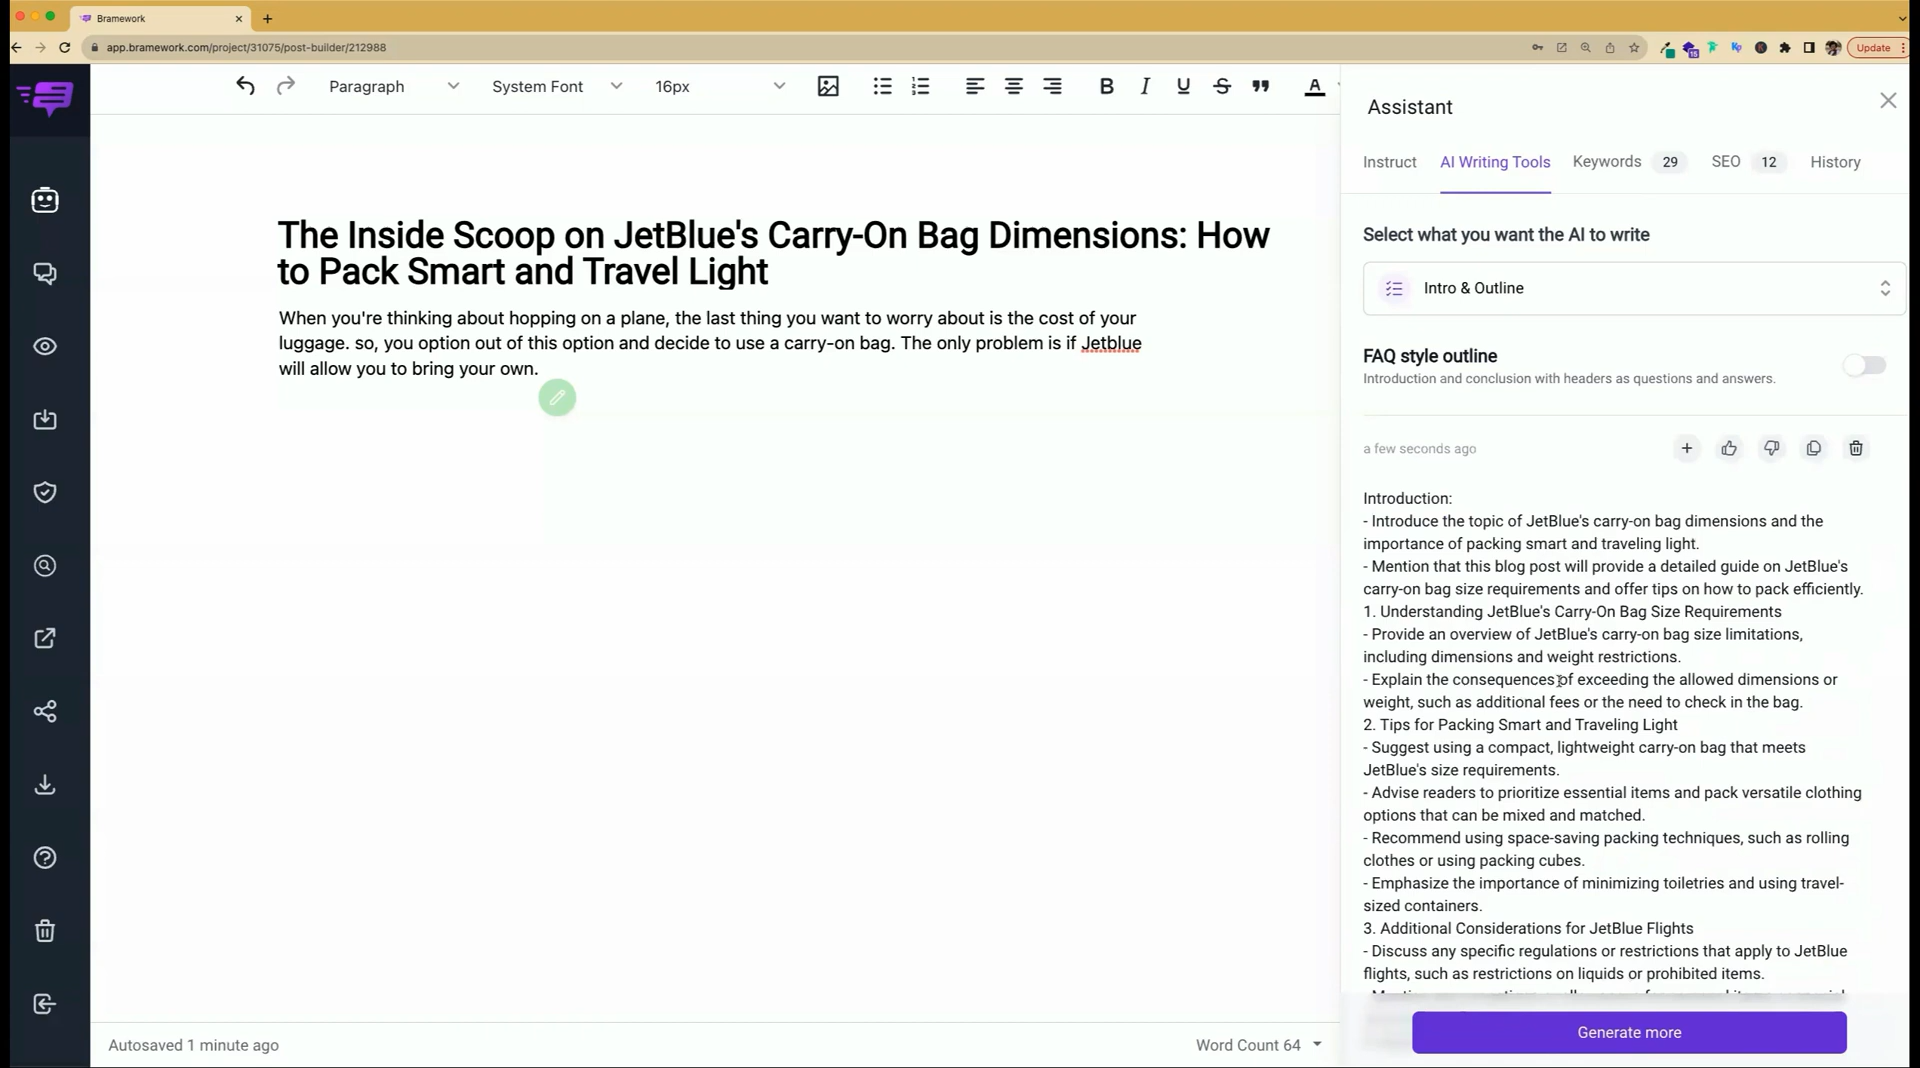 Bramework
app.bramework.com/project/31075/post-builder/212988
Update
Paragraph
System Font
16px
B
I
U
S
A
The Inside Scoop on JetBlue's Carry-On Bag Dimensions: How
to Pack Smart and Travel Light
When you're thinking about hopping on a plane, the last thing you want to worry about is the cost of your
luggage. so, you option out of this option and decide to use a carry-on bag. The only problem is if Jetblue
will allow you to bring your own.
Autosaved 1 minute ago
Word Count 64
Assistant
Instruct
AI Writing Tools
Keywords 29
SEO 12
History
Select what you want the AI to write
Intro & Outline
FAQ style outline
Introduction and conclusion with headers as questions and answers.
a few seconds ago
Introduction:
- Introduce the topic of JetBlue's carry-on bag dimensions and the
importance of packing smart and traveling light.
- Mention that this blog post will provide a detailed guide on JetBlue's
carry-on bag size requirements and offer tips on how to pack efficiently.
1. Understanding JetBlue's Carry-On Bag Size Requirements
- Provide an overview of JetBlue's carry-on bag size limitations,
including dimensions and weight restrictions.
- Explain the consequences of exceeding the allowed dimensions or
weight, such as additional fees or the need to check in the bag.
2. Tips for Packing Smart and Traveling Light
- Suggest using a compact, lightweight carry-on bag that meets
JetBlue's size requirements.
- Advise readers to prioritize essential items and pack versatile clothing
options that can be mixed and matched.
- Recommend using space-saving packing techniques, such as rolling
clothes or using packing cubes.
- Emphasize the importance of minimizing toiletries and using travel-
sized containers.
3. Additional Considerations for JetBlue Flights
- Discuss any specific regulations or restrictions that apply to JetBlue
flights, such as restrictions on liquids or prohibited items.
Generate more